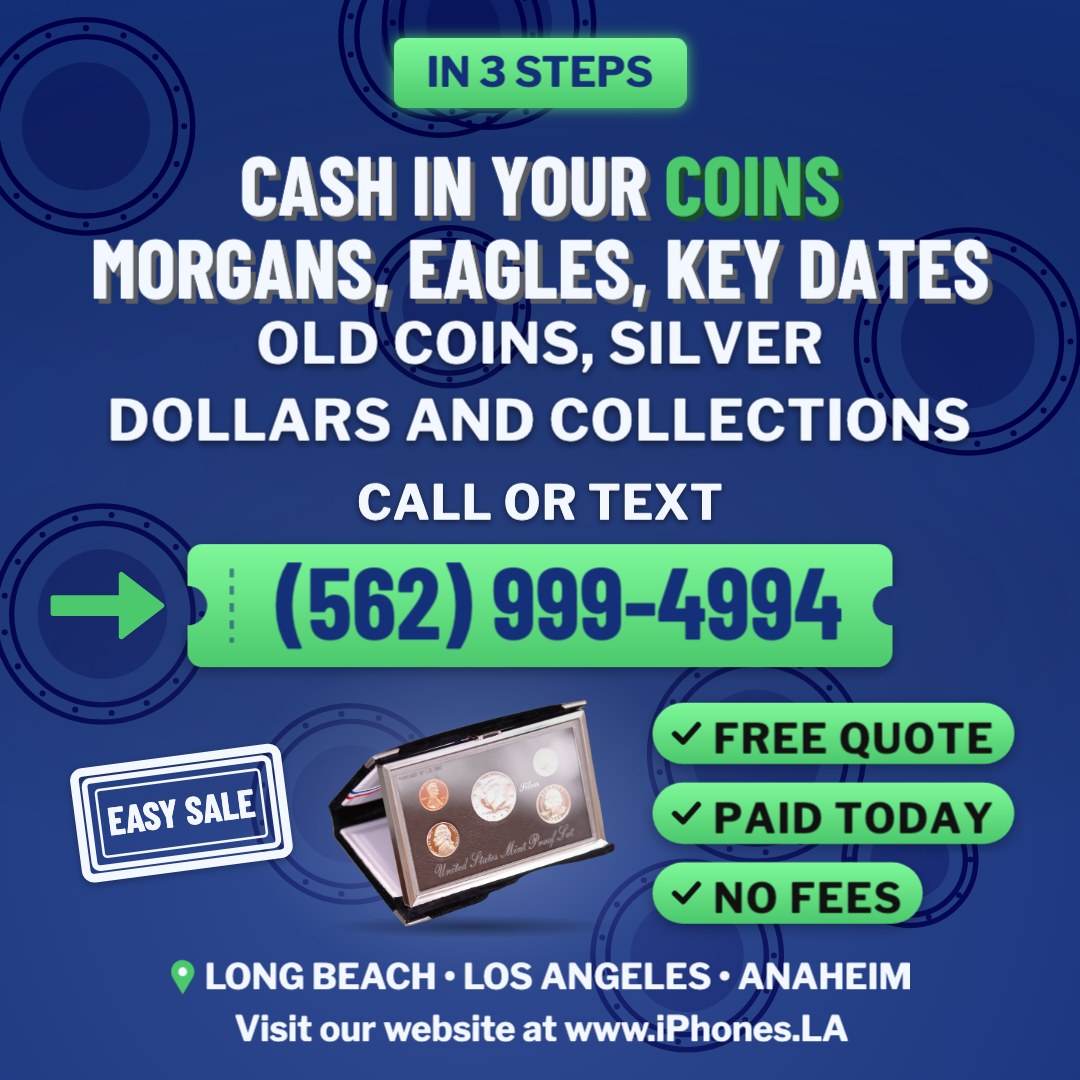 IN 3 STEPS
CASH IN YOUR COINS
MORGANS, EAGLES, KEY DATES
OLD COINS, SILVER
DOLLARS AND COLLECTIONS
CALL OR TEXT
(562) 999-4994
EASY SALE
Silver
United States Mint Proof Set
✓ FREE QUOTE
✓ PAID TODAY
✓ NO FEES
LONG BEACH • LOS ANGELES • ANAHEIM
Visit our website at www.iPhones.LA